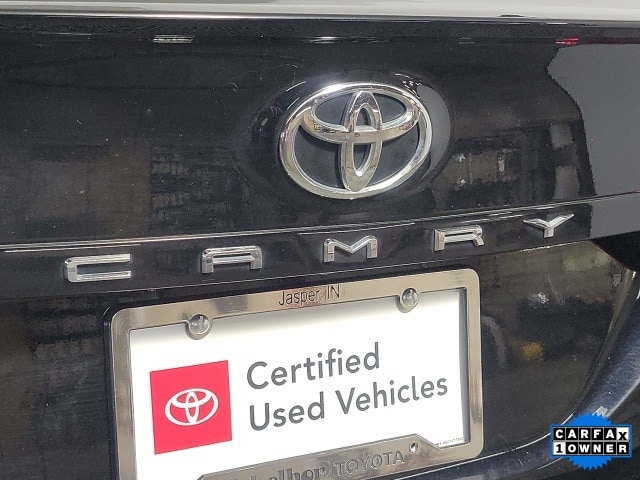 CAMRY
Jasper, IN
Certified
Used Vehicles
TOYOTA
CARFAX
1 OWNER